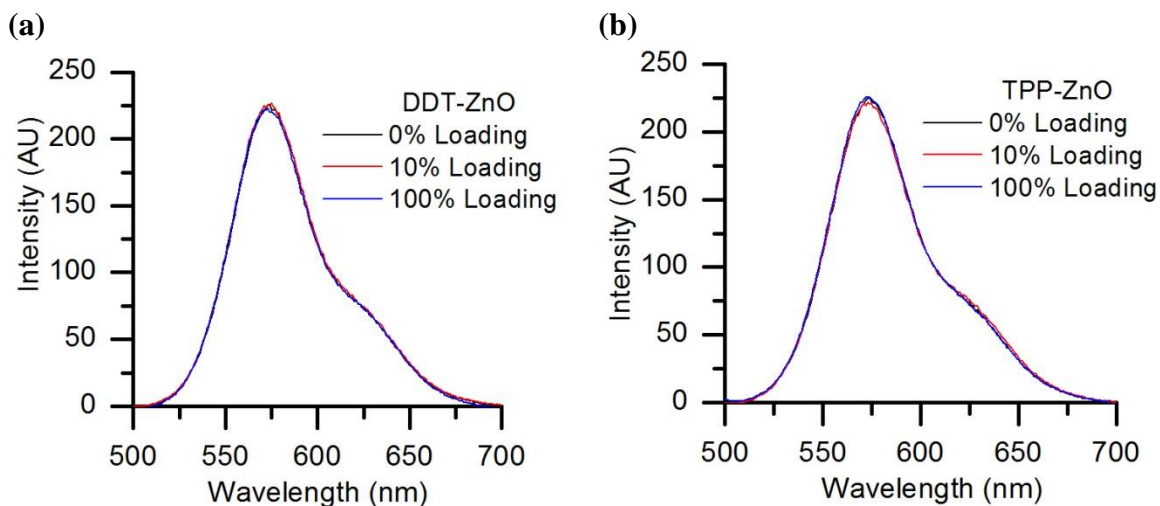 (a)
DDT-ZnO
0% Loading
10% Loading
100% Loading
Intensity (AU)
250
200
150
100
50
0
500 550 600 650 700
Wavelength (nm)
(b)
TPP-ZnO
0% Loading
10% Loading
100% Loading
Intensity (AU)
250
200
150
100
50
0
500 550 600 650 700
Wavelength (nm)